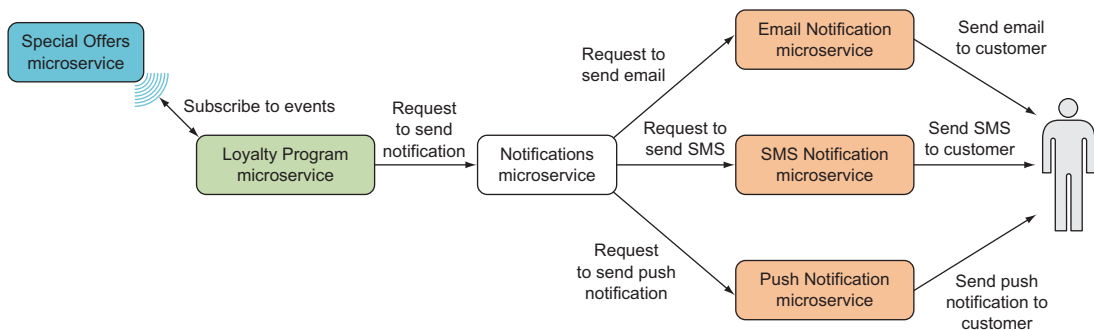 Special Offers
microservice
Subscribe to events
Loyalty Program
microservice
Request
to send
notification
Notifications
microservice
Request to
send email
Email Notification
microservice
Send email
to customer
Request to
send SMS
SMS Notification
microservice
Send SMS
to customer
Request
to send push
notification
Push Notification
microservice
Send push
notification to
customer